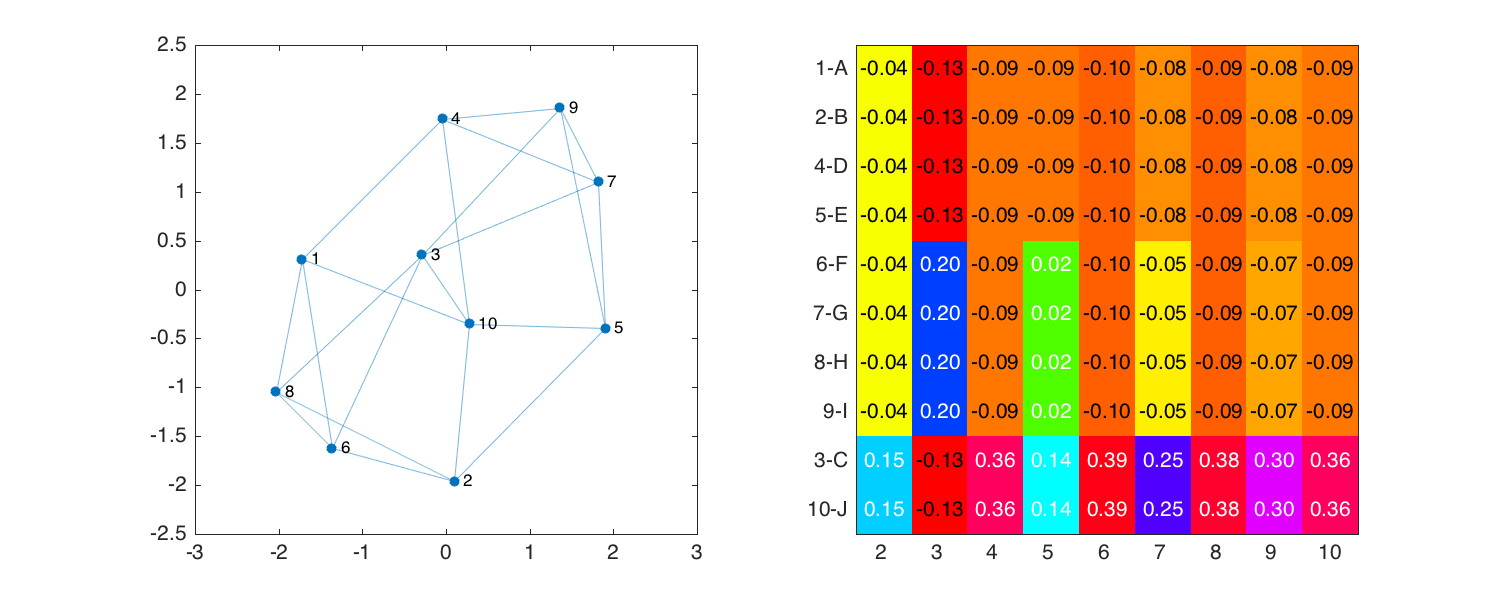 2.5
2
1.5
1
0.5
0
-0.5
-1
-1.5
-2
-2.5
-3 -2 -1 0 1 2 3
4
9
7
1
3
10
5
8
6
2
1-A -0.04 -0.13 -0.09 -0.09 -0.10 -0.08 -0.09 -0.08 -0.09
2-B -0.04 -0.13 -0.09 -0.09 -0.10 -0.08 -0.09 -0.08 -0.09
4-D -0.04 -0.13 -0.09 -0.09 -0.10 -0.08 -0.09 -0.08 -0.09
5-E -0.04 -0.13 -0.09 -0.09 -0.10 -0.08 -0.09 -0.08 -0.09
6-F -0.04 0.20 -0.09 0.02 -0.10 -0.05 -0.09 -0.07 -0.09
7-G -0.04 0.20 -0.09 0.02 -0.10 -0.05 -0.09 -0.07 -0.09
8-H -0.04 0.20 -0.09 0.02 -0.10 -0.05 -0.09 -0.07 -0.09
9-I -0.04 0.20 -0.09 0.02 -0.10 -0.05 -0.09 -0.07 -0.09
3-C 0.15 -0.13 0.36 0.14 0.39 0.25 0.38 0.30 0.36
10-J 0.15 -0.13 0.36 0.14 0.39 0.25 0.38 0.30 0.36
2 3 4 5 6 7 8 9 10